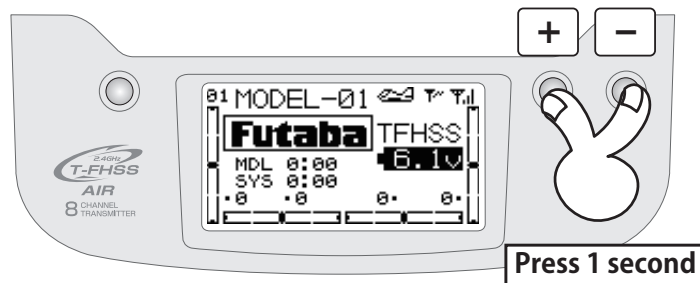 + −
01 MODEL-01
Futaba TFHSS
6.1v
MDL 0:00
SYS 0:00
·0 ·0 0· 0·
2.4GHz
T-FHSS
AIR
8 CHANNEL
TRANSMITTER
Press 1 second